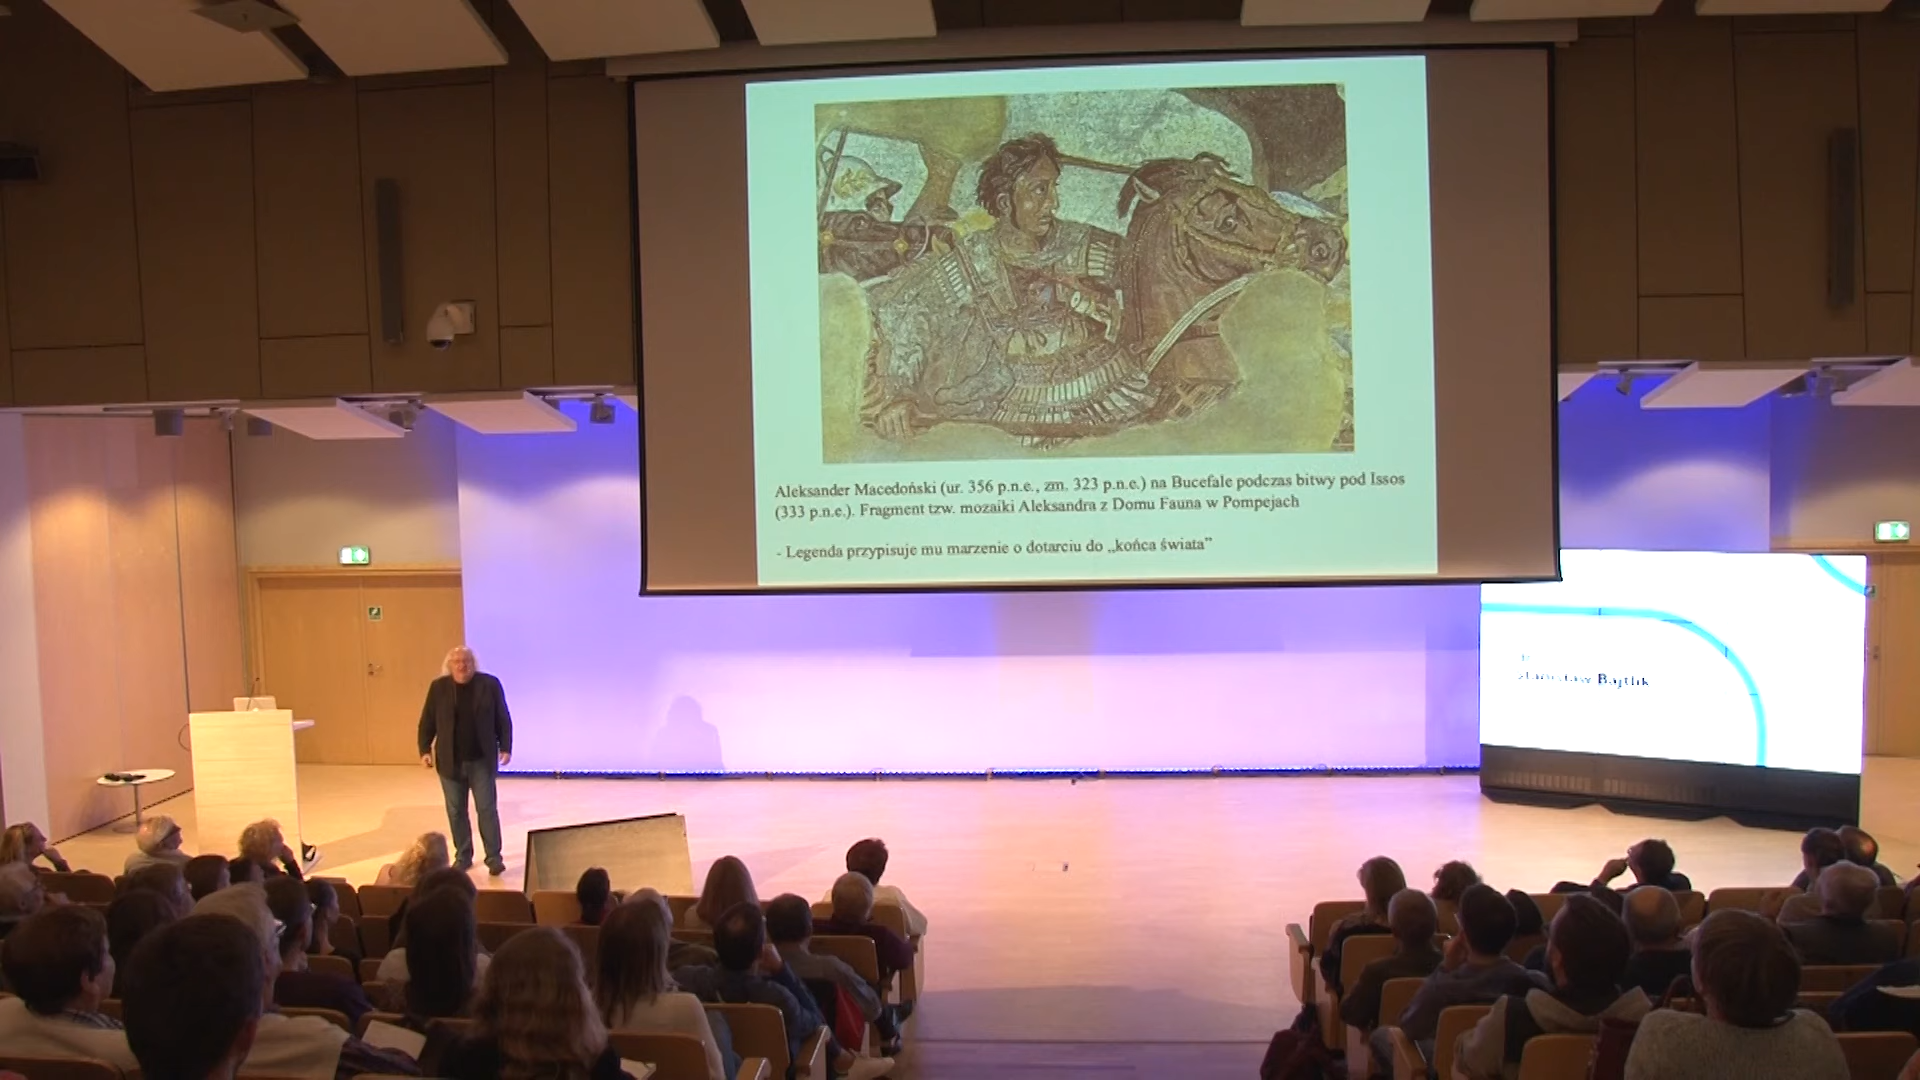 Aleksander Macedoński (ur. 356 p.n.e., zm. 323 p.n.e.) na Bucefale podczas bitwy pod Issos
(333 p.n.e.). Fragment tzw. mozaiki Aleksandra z Domu Fauna w Pompejach
- Legenda przypisuje mu marzenie o dotarciu do „końca świata”
Bajtlik